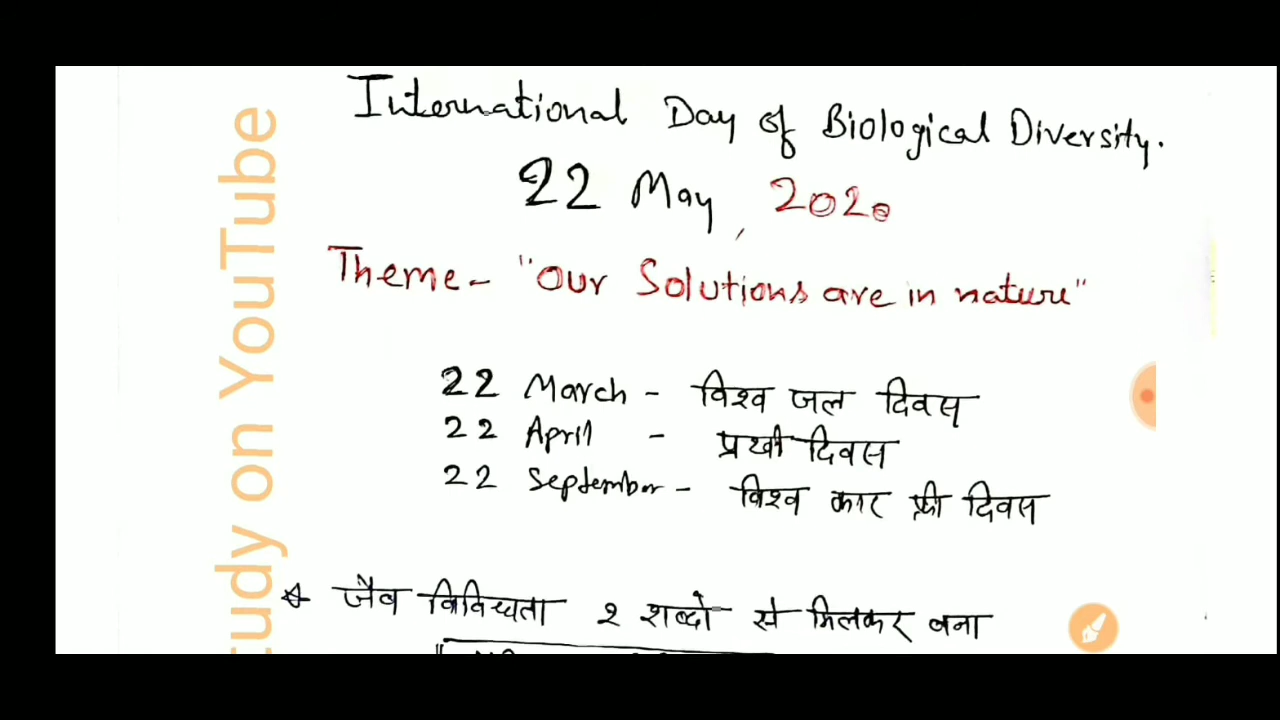 International Day of Biological Diversity.
22 May, 2020
Theme - "Our Solutions are in nature"
22 March - विश्व जल दिवस
22 April - पृथ्वी दिवस
22 September - विश्व कार फ्री दिवस
जैव विविधता 2 शब्दो से मिलकर बना
tudy on YouTube